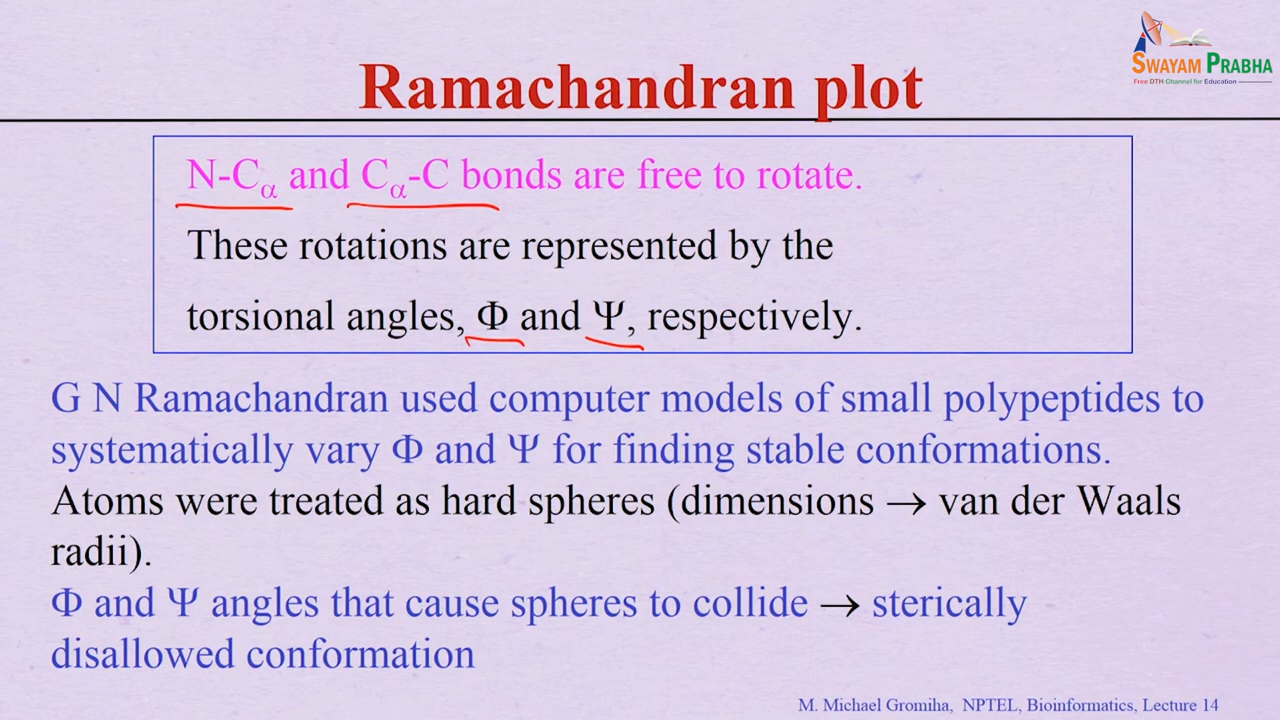 SWAYAM PRABHA
Free DTH Channel for Education
Ramachandran plot
N-Cα and Cα-C bonds are free to rotate.
These rotations are represented by the
torsional angles, Φ and Ψ, respectively.
G N Ramachandran used computer models of small polypeptides to
systematically vary Φ and Ψ for finding stable conformations.
Atoms were treated as hard spheres (dimensions → van der Waals
radii).
Φ and Ψ angles that cause spheres to collide → sterically
disallowed conformation
M. Michael Gromiha, NPTEL, Bioinformatics, Lecture 14